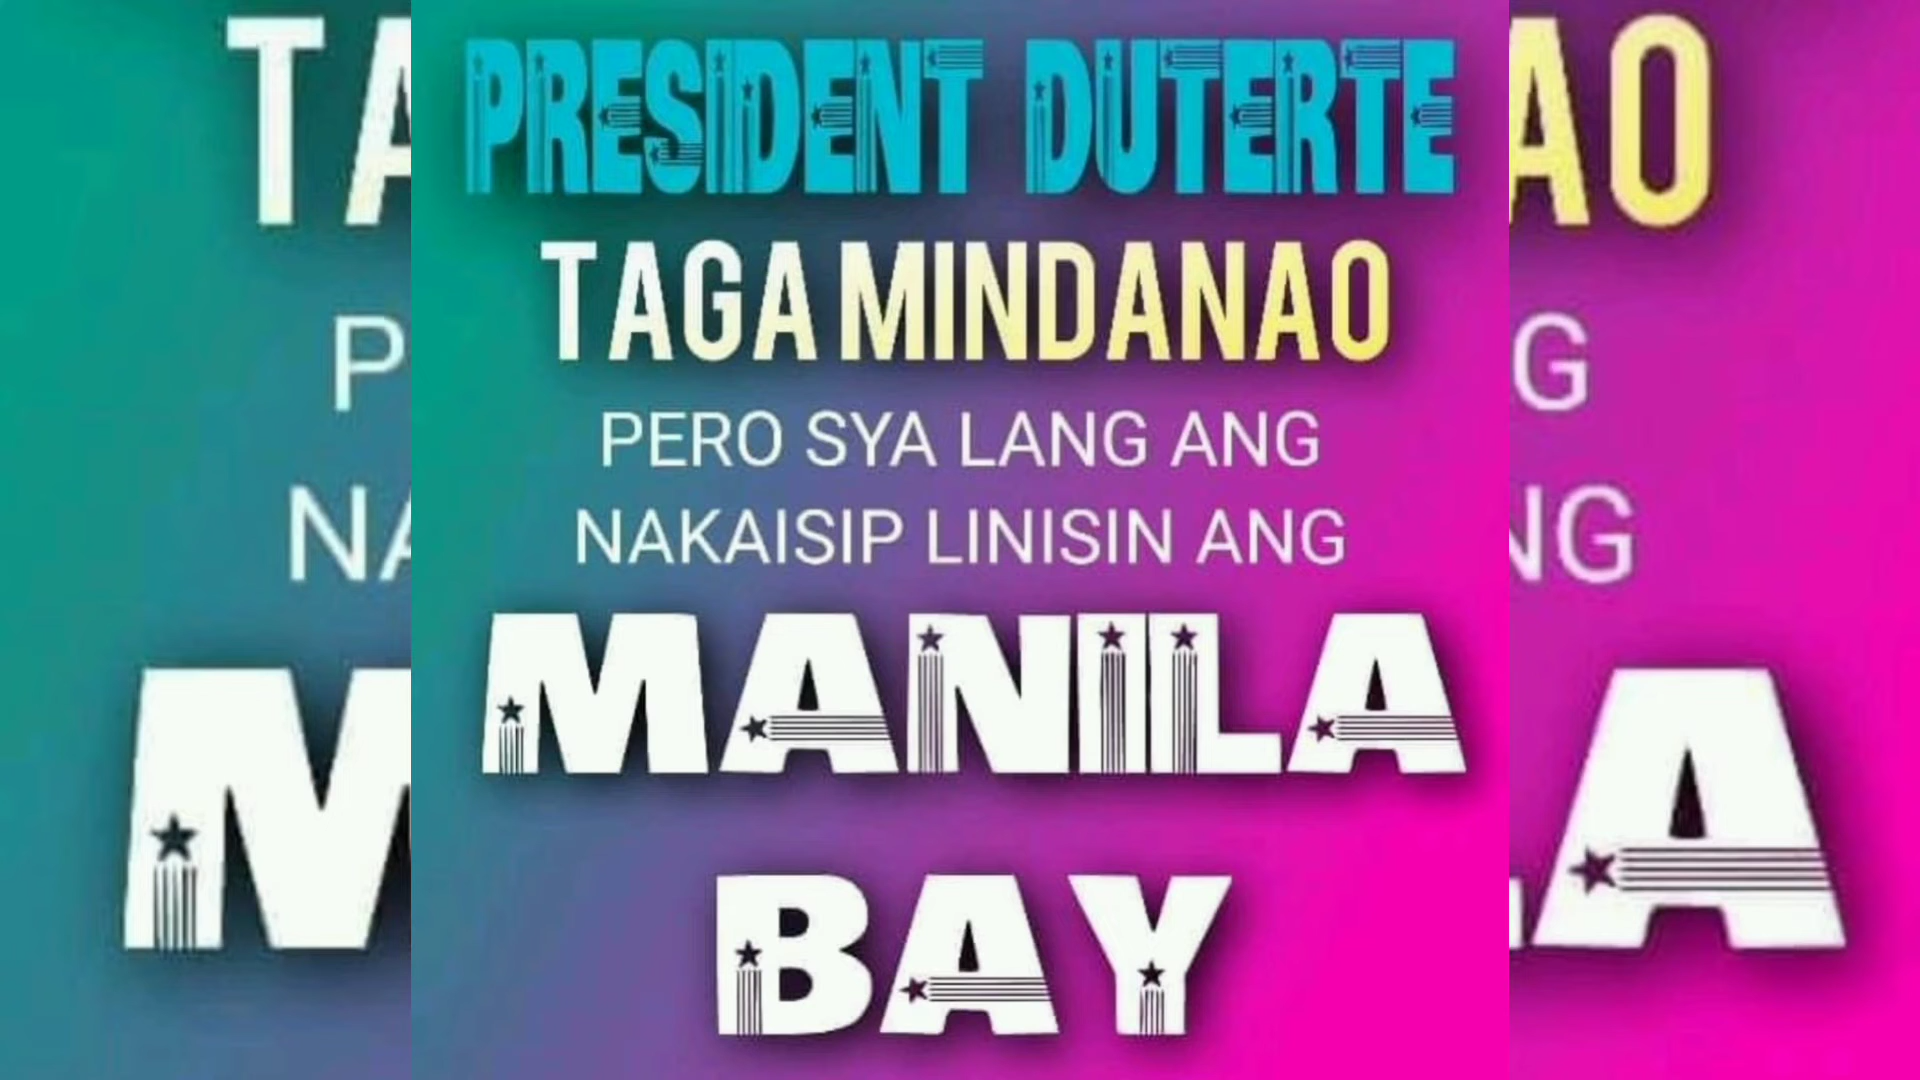 PRESIDENT DUTERTE
TAGA MINDANAO
PERO SYA LANG ANG
NAKAISIP LINISIN ANG
MANILA
BAY